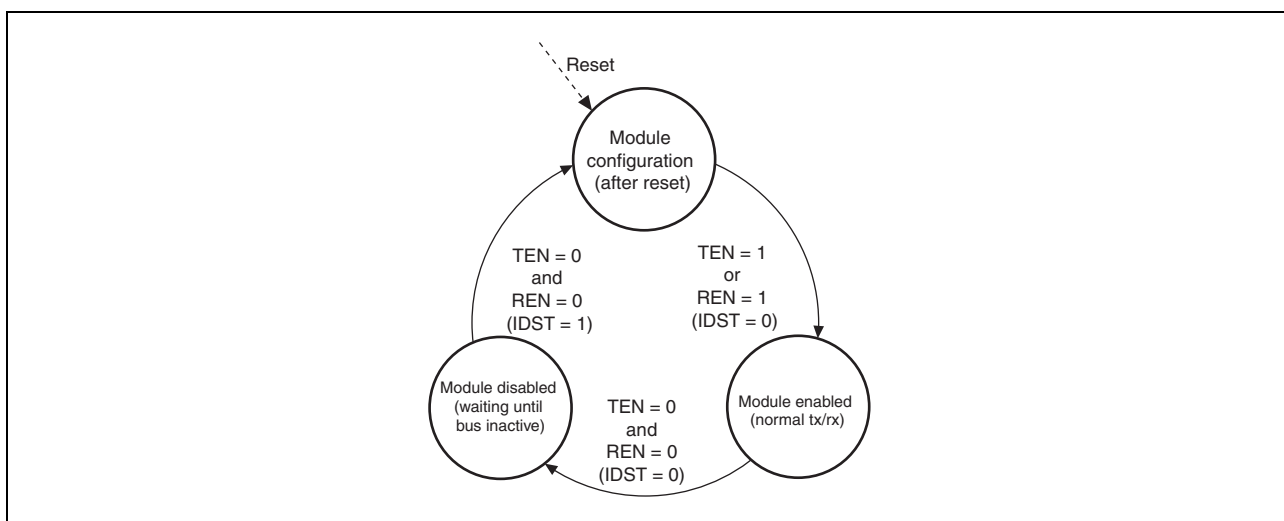 Reset
Module
configuration
(after reset)
TEN = 0
and
REN = 0
(IDST = 1)
TEN = 1
or
REN = 1
(IDST = 0)
Module disabled
(waiting until
bus inactive)
TEN = 0
and
REN = 0
(IDST = 0)
Module enabled
(normal tx/rx)